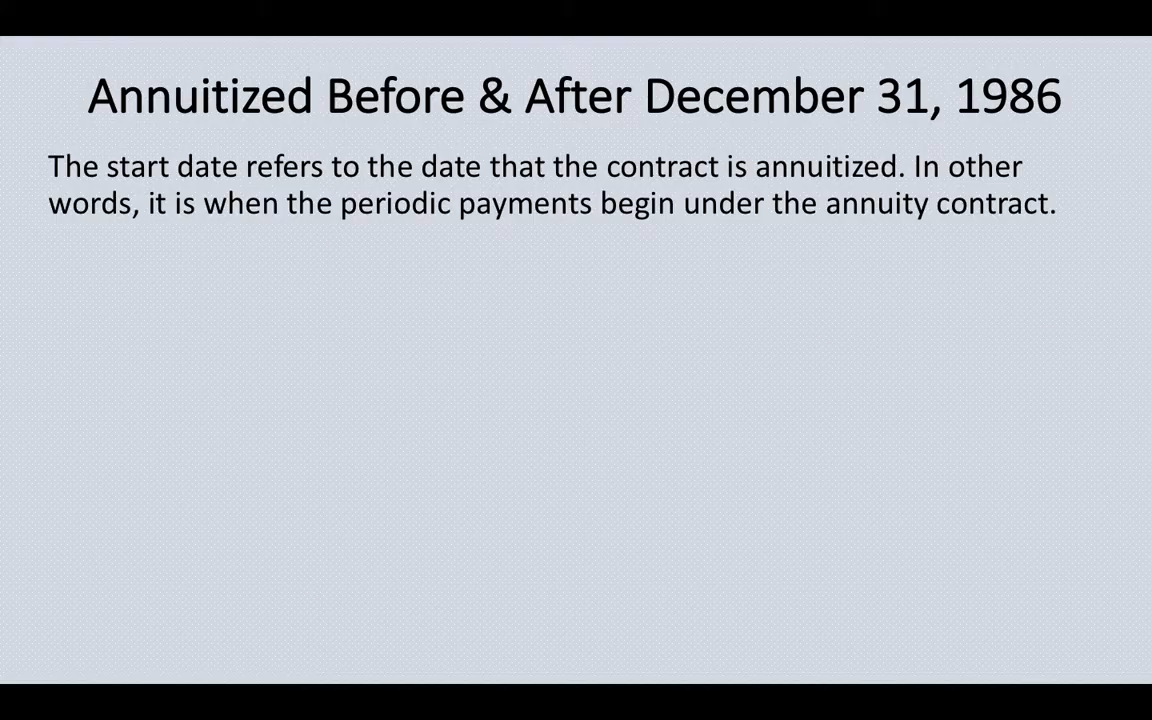 Annuitized Before & After December 31, 1986
The start date refers to the date that the contract is annuitized. In other
words, it is when the periodic payments begin under the annuity contract.